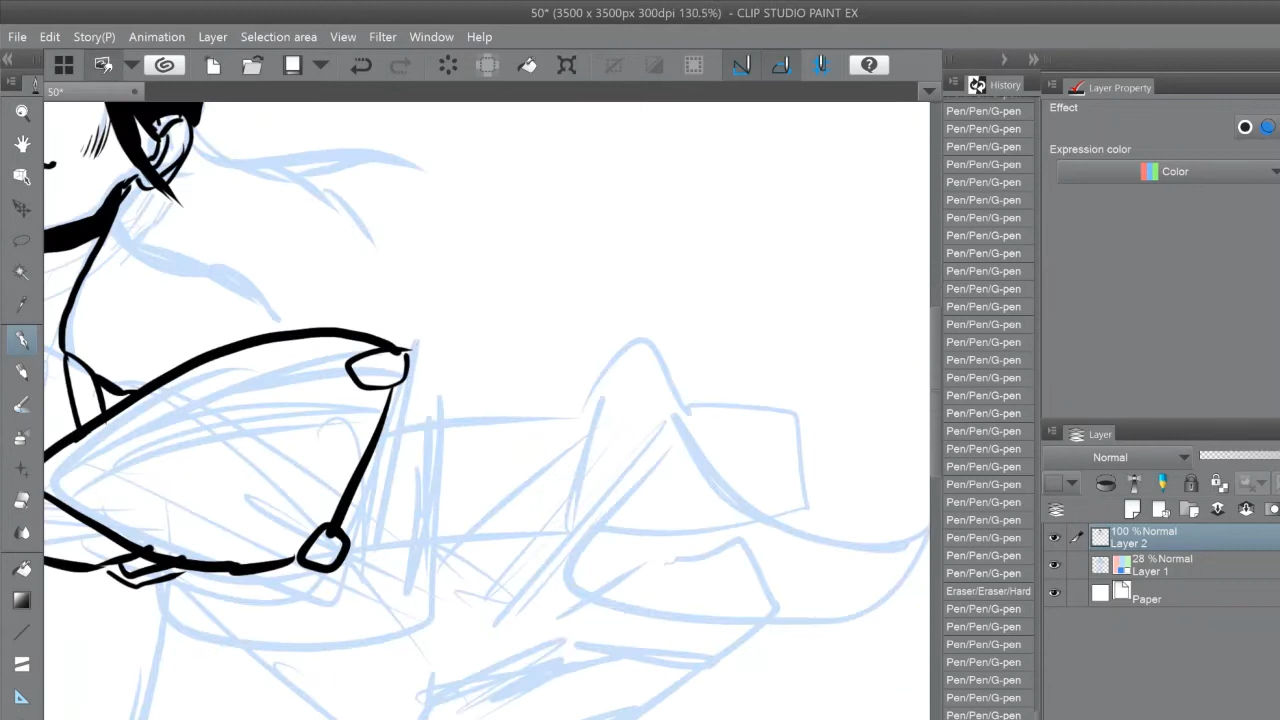 50* (3500 x 3500px 300dpi 130.5%) - CLIP STUDIO PAINT EX
File Edit Story(P) Animation Layer Selection area View Filter Window Help
50*
History
Layer Property
Pen/Pen/G-pen
Effect
Pen/Pen/G-pen
Pen/Pen/G-pen
Expression color
Pen/Pen/G-pen
Color
Pen/Pen/G-pen
Pen/Pen/G-pen
Pen/Pen/G-pen
Pen/Pen/G-pen
Pen/Pen/G-pen
Pen/Pen/G-pen
Pen/Pen/G-pen
Pen/Pen/G-pen
Pen/Pen/G-pen
Pen/Pen/G-pen
Pen/Pen/G-pen
Pen/Pen/G-pen
Pen/Pen/G-pen
Pen/Pen/G-pen
Layer
Pen/Pen/G-pen
Pen/Pen/G-pen
Normal
Pen/Pen/G-pen
Pen/Pen/G-pen
Pen/Pen/G-pen
Pen/Pen/G-pen
Pen/Pen/G-pen
100 %Normal
Layer 2
Pen/Pen/G-pen
28 %Normal
Layer 1
Pen/Pen/G-pen
Eraser/Eraser/Hard
Paper
Pen/Pen/G-pen
Pen/Pen/G-pen
Pen/Pen/G-pen
Pen/Pen/G-pen
Pen/Pen/G-pen
Pen/Pen/G-pen
Pen/Pen/G-pen